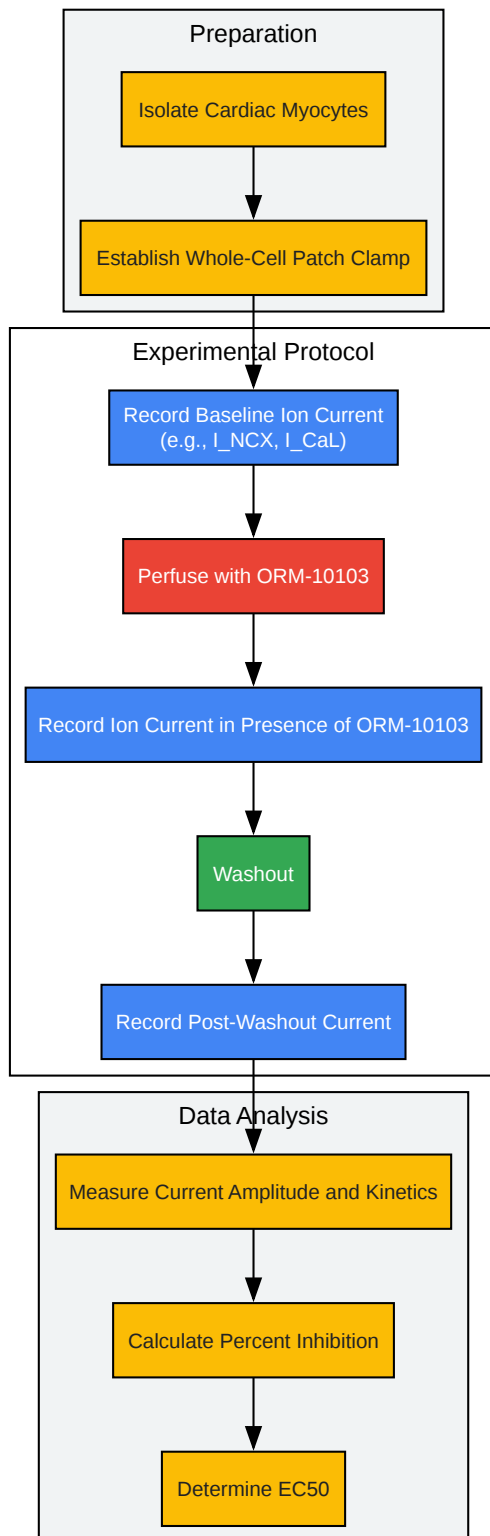 Preparation
Isolate Cardiac Myocytes
Establish Whole-Cell Patch Clamp
Experimental Protocol
Record Baseline Ion Current
(e.g., I_NCX, I_CaL)
Perfuse with ORM-10103
Record Ion Current in Presence of ORM-10103
Washout
Record Post-Washout Current
Data Analysis
Measure Current Amplitude and Kinetics
Calculate Percent Inhibition
Determine EC50